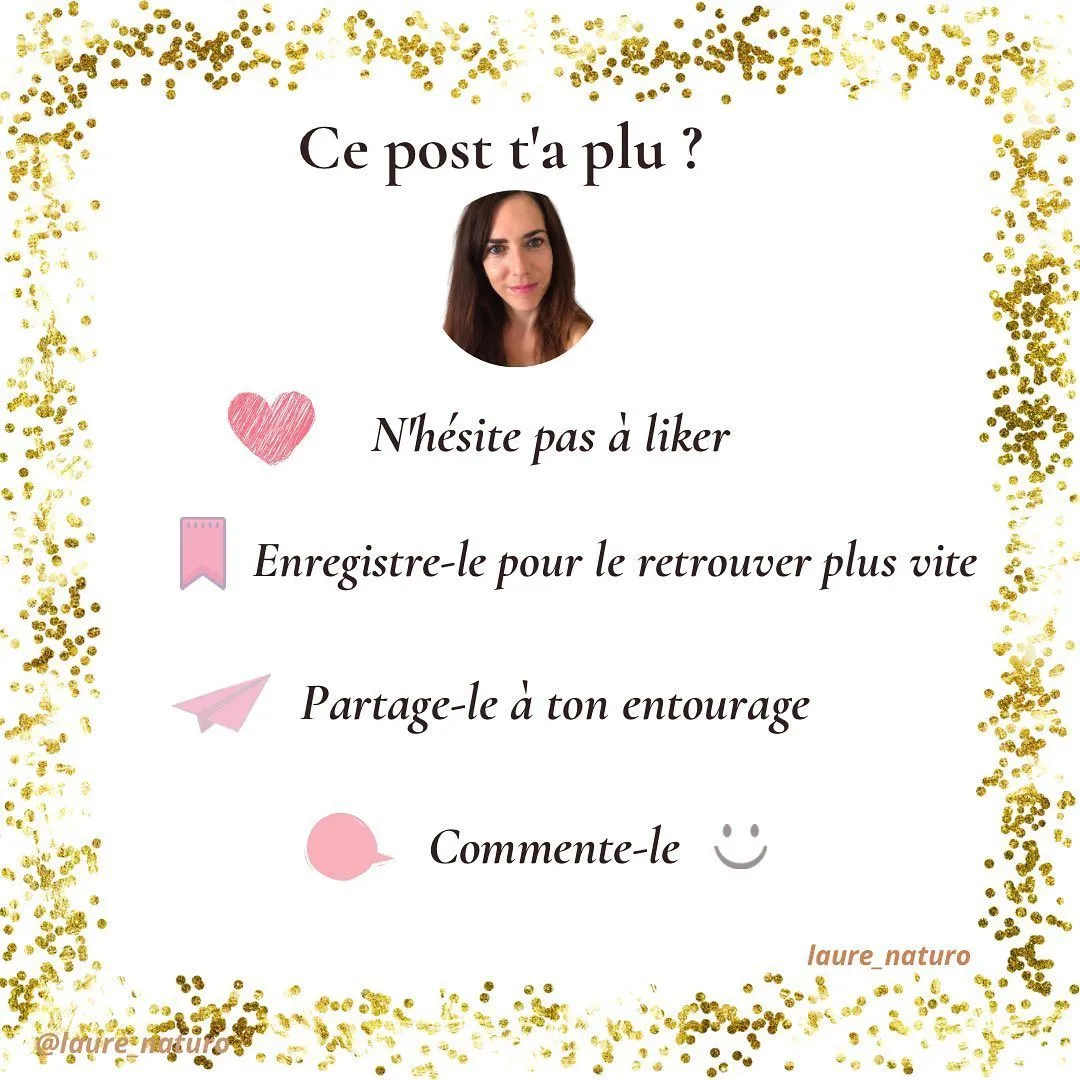 Ce post t'a plu ?
N'hésite pas à liker
Enregistre-le pour le retrouver plus vite
Partage-le à ton entourage
Commente-le
laure_naturo
@laure_naturo